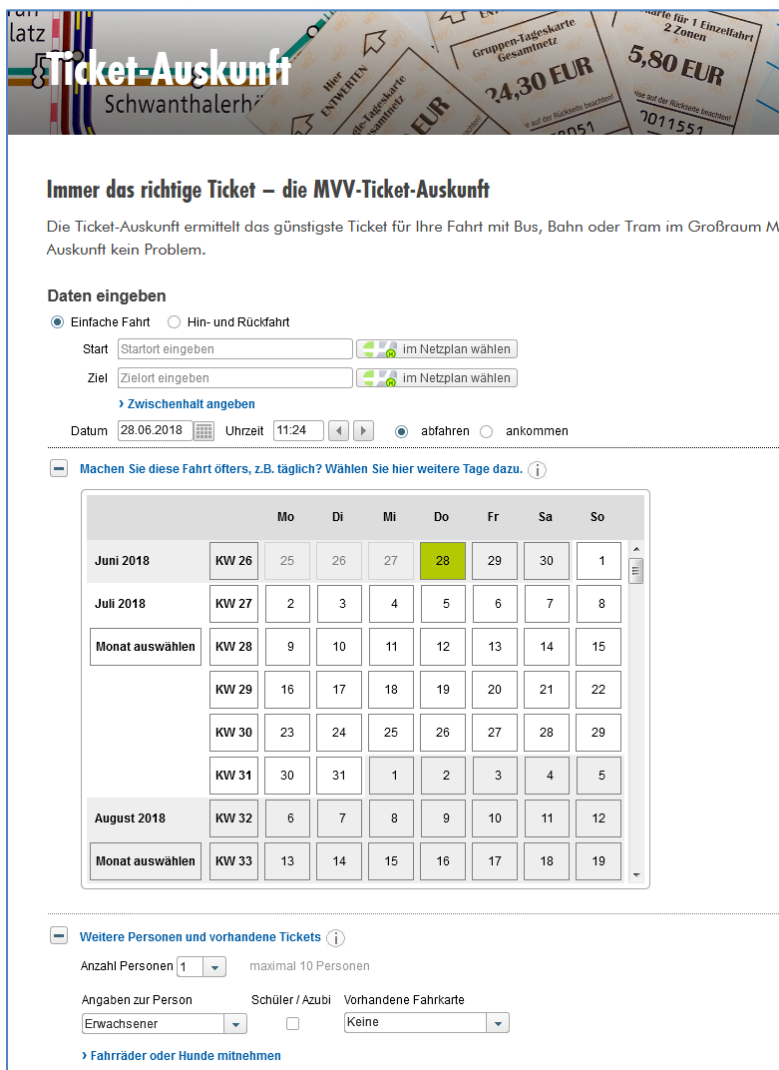 latz
Ticket-Auskunft
Schwanthalerh
Hier
ENTWERTEN
Gruppen-Tageskarte
Gesamtnetz
24,30 EUR
EUR
karte für 1 Einzelfahrt
2 Zonen
5,80 EUR
auf der Rückseite beachten!
0011551
Immer das richtige Ticket – die MVV-Ticket-Auskunft
Die Ticket-Auskunft ermittelt das günstigste Ticket für Ihre Fahrt mit Bus, Bahn oder Tram im Großraum M
Auskunft kein Problem.
Daten eingeben
Einfache Fahrt Hin- und Rückfahrt
Start Startort eingeben im Netzplan wählen
Ziel Zielort eingeben im Netzplan wählen
› Zwischenhalt angeben
Datum 28.06.2018 Uhrzeit 11:24 abfahren ankommen
Machen Sie diese Fahrt öfters, z.B. täglich? Wählen Sie hier weitere Tage dazu. i
Mo Di Mi Do Fr Sa So
Juni 2018 KW 26 25 26 27 28 29 30 1
Juli 2018 KW 27 2 3 4 5 6 7 8
Monat auswählen KW 28 9 10 11 12 13 14 15
KW 29 16 17 18 19 20 21 22
KW 30 23 24 25 26 27 28 29
KW 31 30 31 1 2 3 4 5
August 2018 KW 32 6 7 8 9 10 11 12
Monat auswählen KW 33 13 14 15 16 17 18 19
Weitere Personen und vorhandene Tickets i
Anzahl Personen 1 maximal 10 Personen
Angaben zur Person Schüler / Azubi Vorhandene Fahrkarte
Erwachsener Keine
› Fahrräder oder Hunde mitnehmen